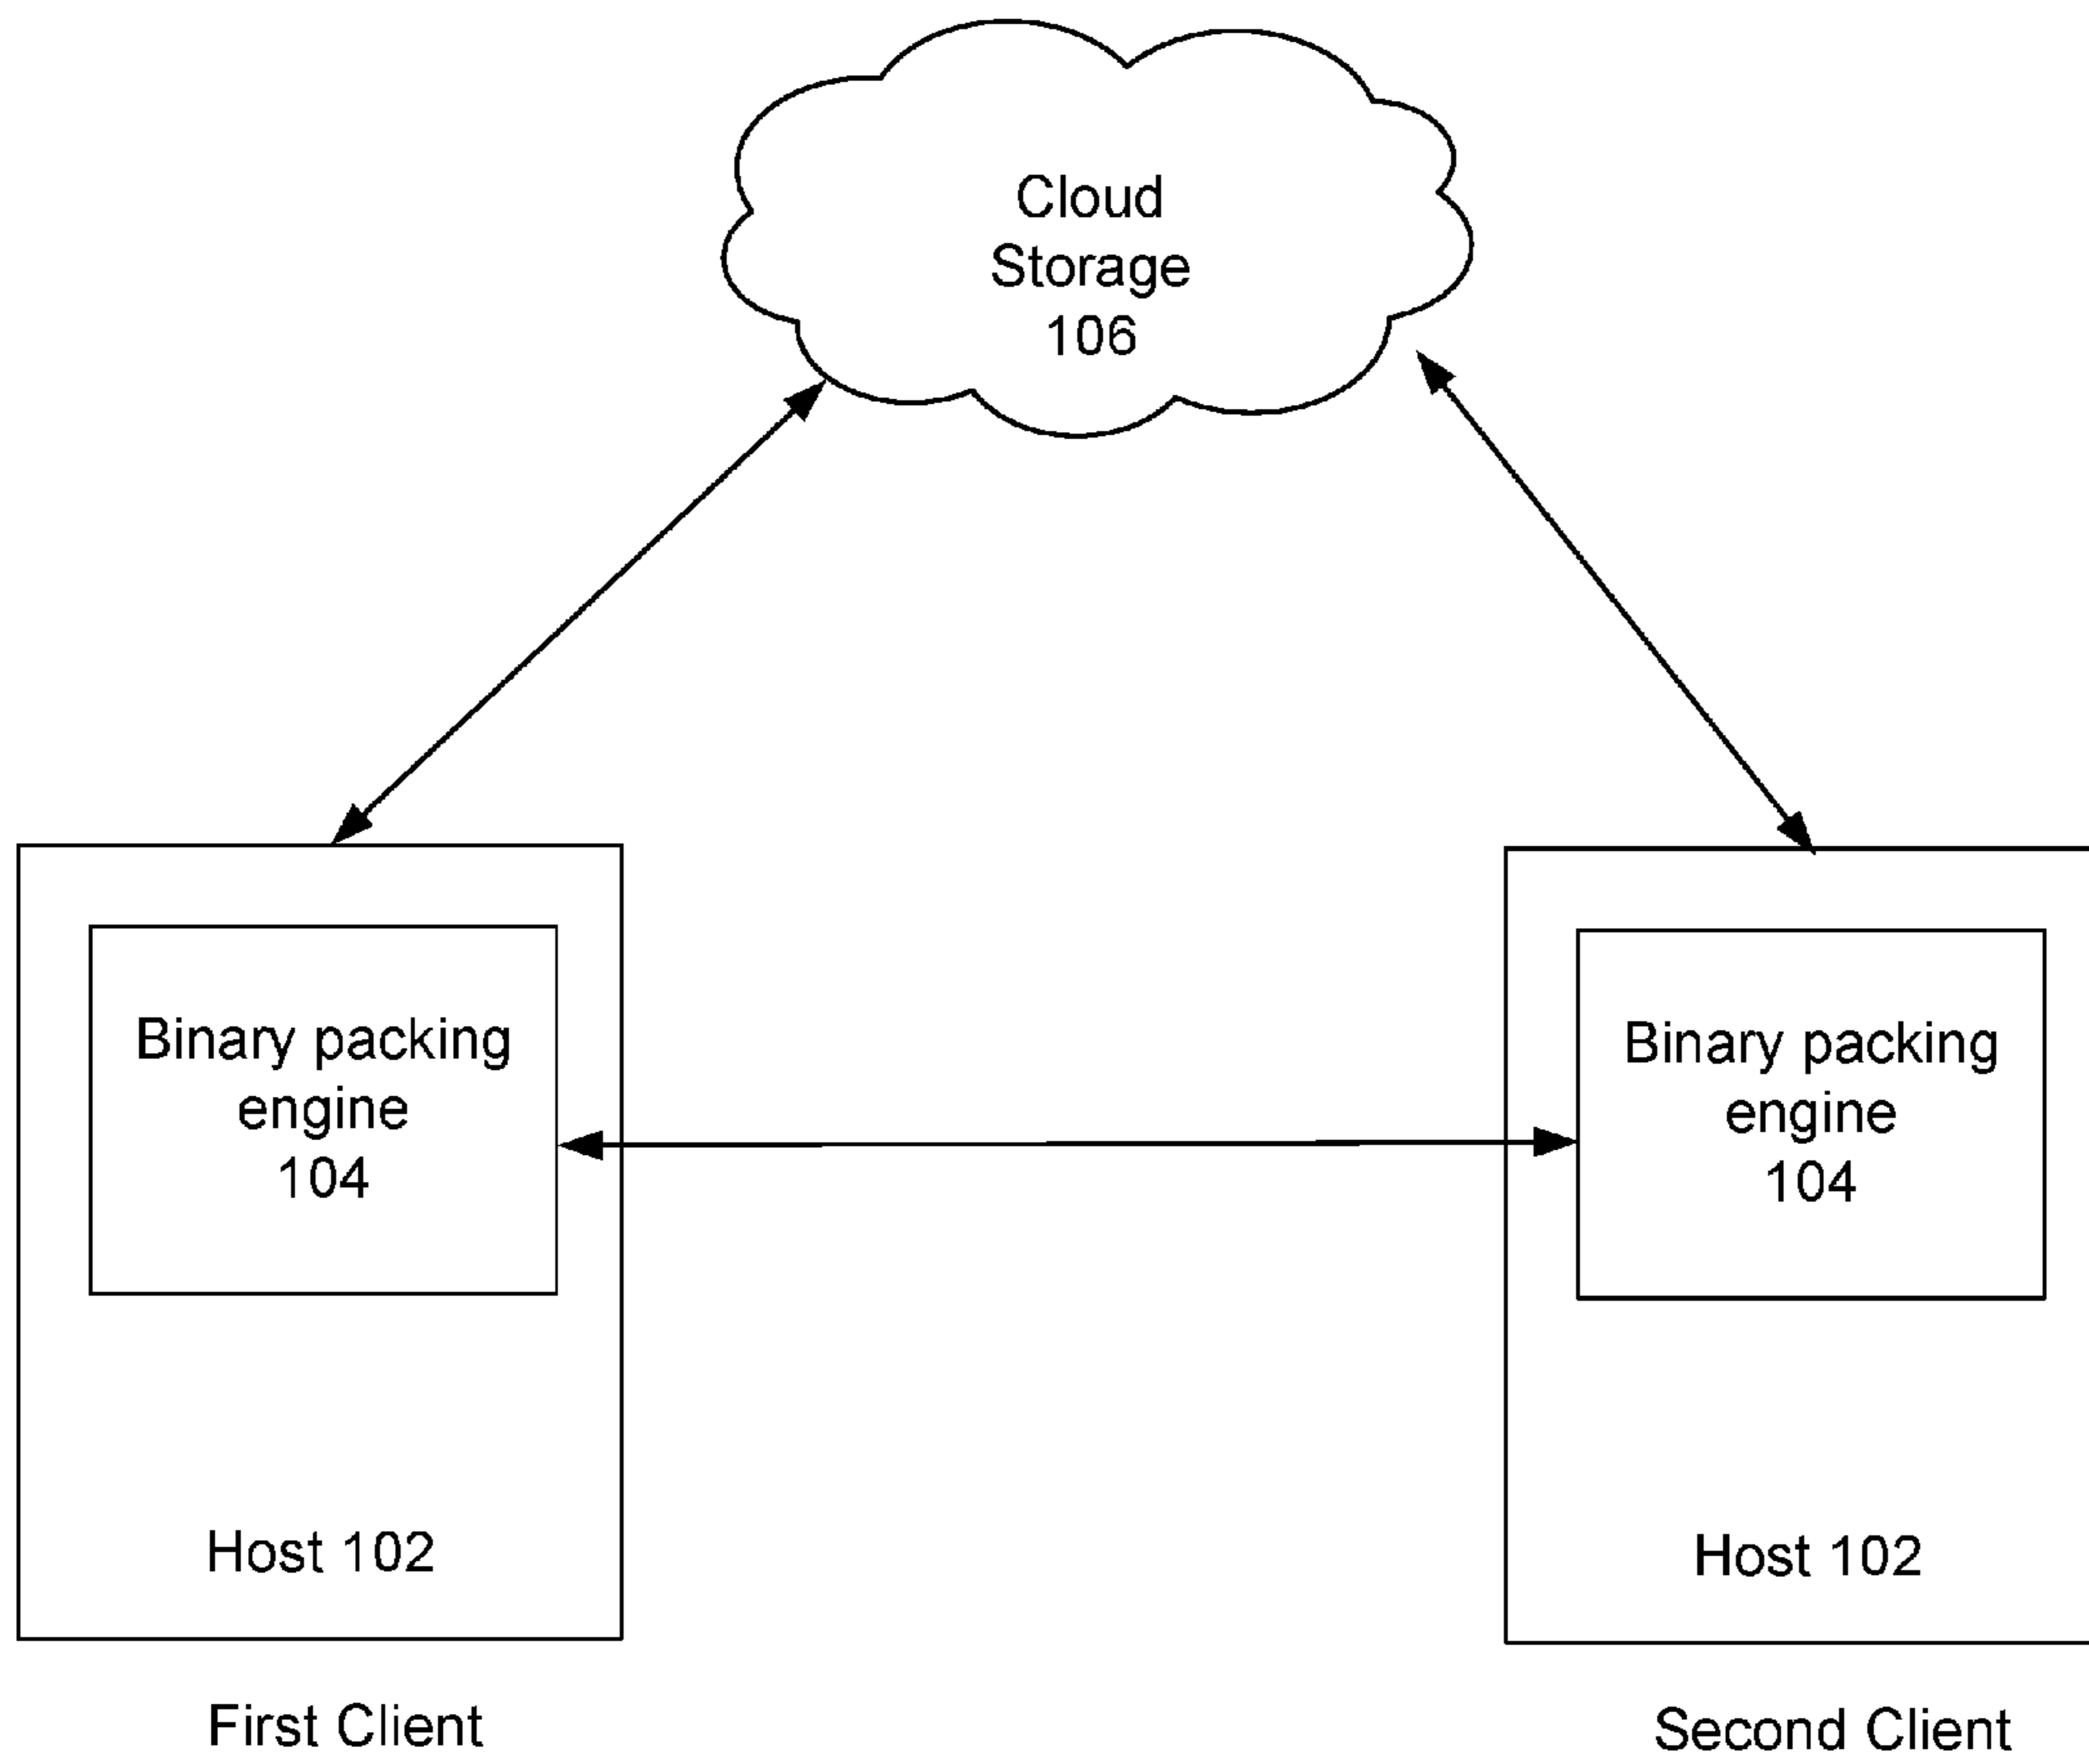 Cloud
Storage
106
Binary packing
engine
104
Host 102
First Client
Binary packing
engine
104
Host 102
Second Client